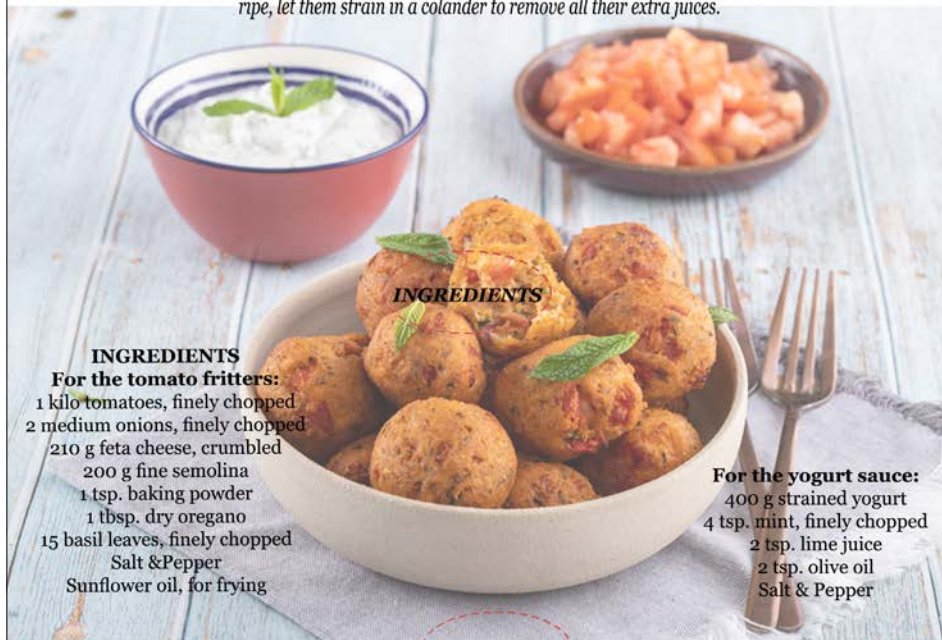 ripe, let them strain in a colander to remove all their extra juices.
INGREDIENTS
INGREDIENTS
For the tomato fritters:
1 kilo tomatoes, finely chopped
2 medium onions, finely chopped
210 g feta cheese, crumbled
200 g fine semolina
1 tsp. baking powder
1 tbsp. dry oregano
15 basil leaves, finely chopped
Salt &Pepper
Sunflower oil, for frying
For the yogurt sauce:
400 g strained yogurt
4 tsp. mint, finely chopped
2 tsp. lime juice
2 tsp. olive oil
Salt & Pepper